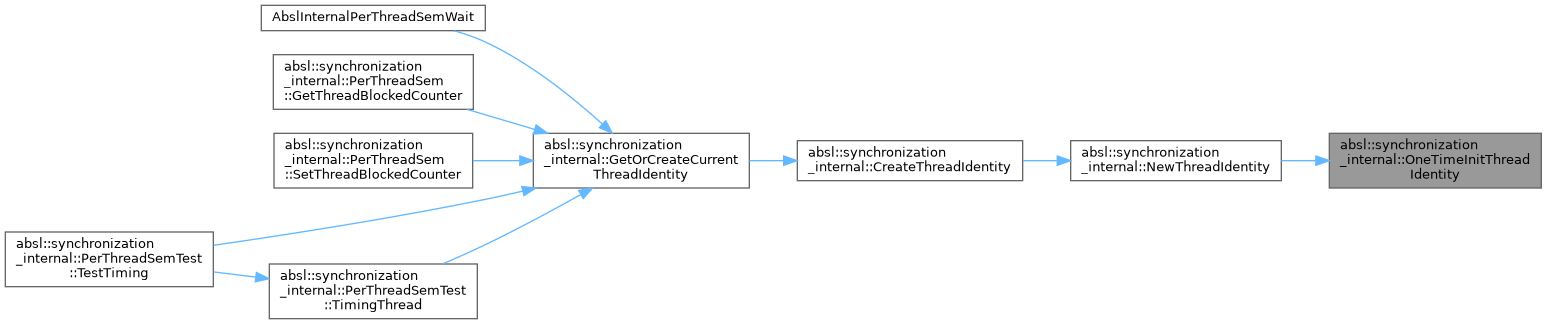 AbslInternalPerThreadSemWait
absl::synchronization
_internal::PerThreadSem
::GetThreadBlockedCounter
absl::synchronization
_internal::PerThreadSem
::SetThreadBlockedCounter
absl::synchronization
_internal::PerThreadSemTest
::TestTiming
absl::synchronization
_internal::PerThreadSemTest
::TimingThread
absl::synchronization
_internal::GetOrCreateCurrent
ThreadIdentity
absl::synchronization
_internal::CreateThreadIdentity
absl::synchronization
_internal::NewThreadIdentity
absl::synchronization
_internal::OneTimeInitThread
Identity